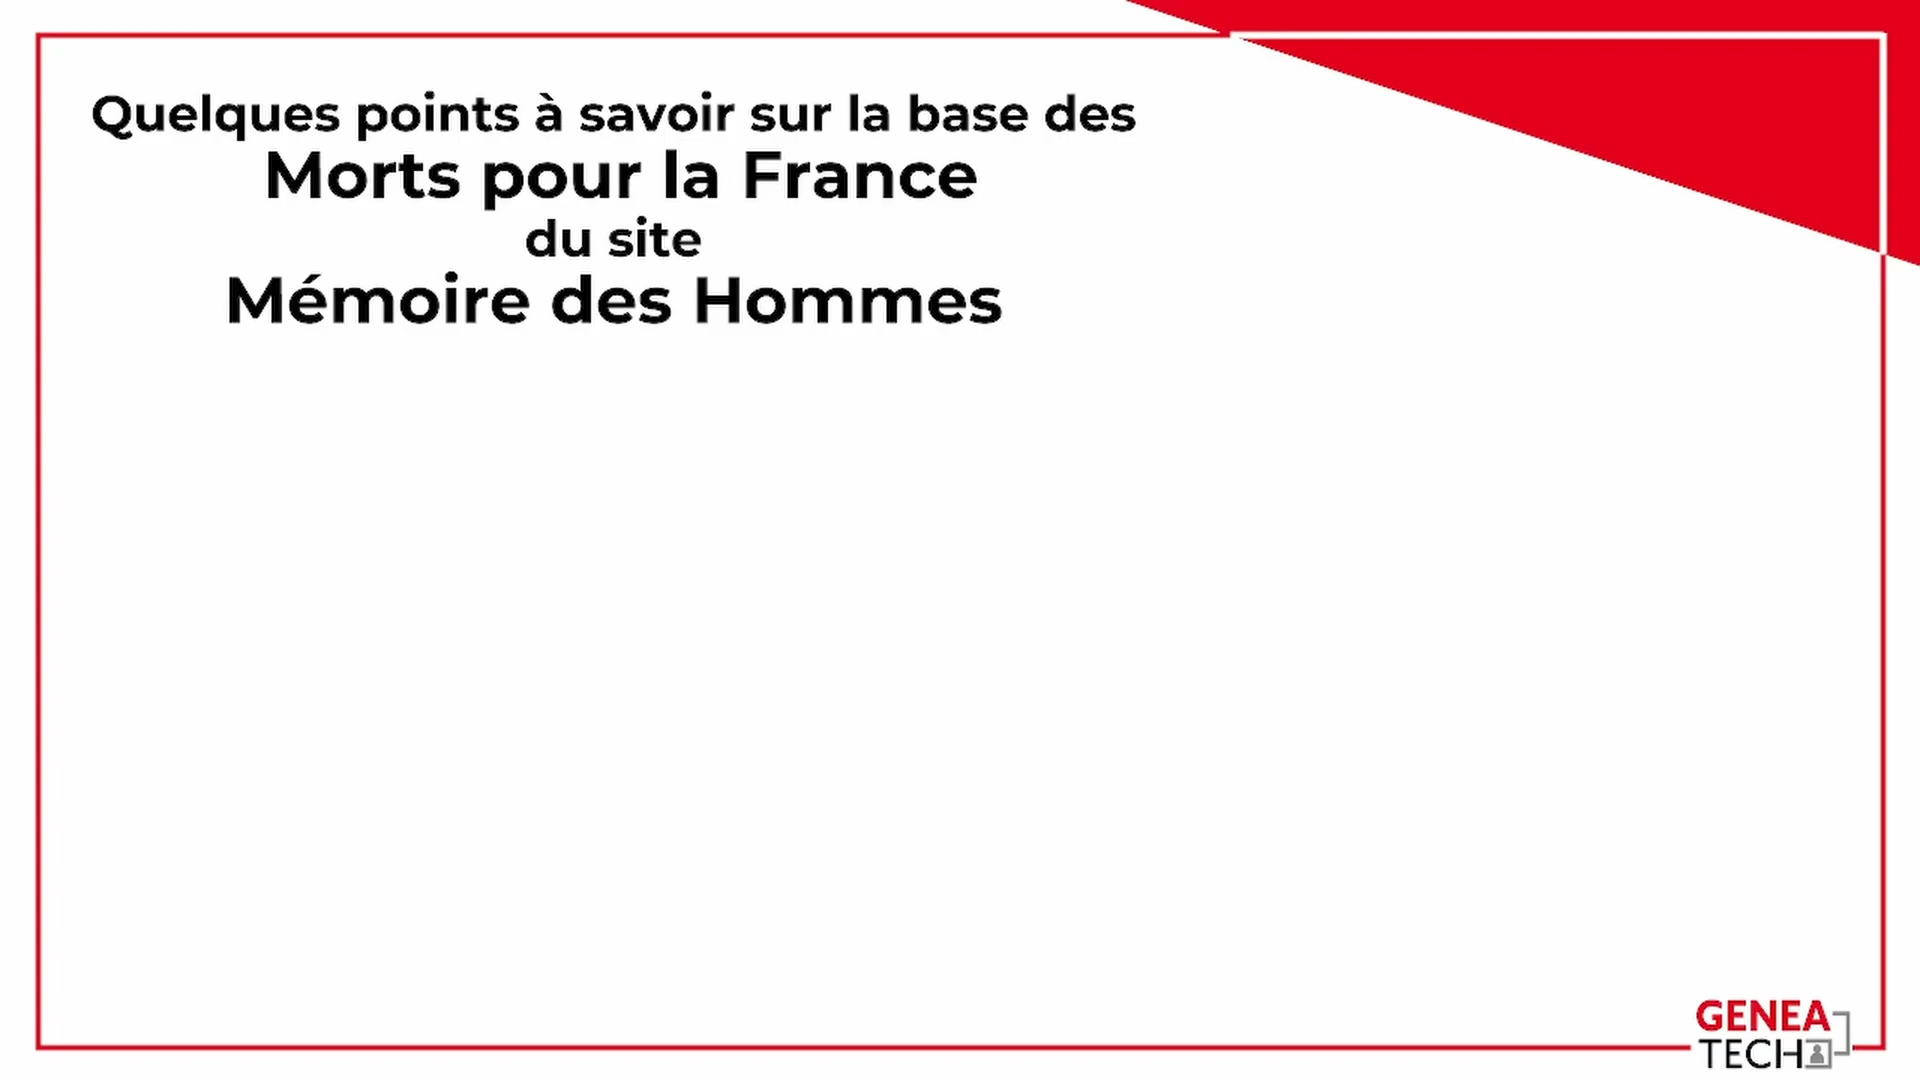 Quelques points à savoir sur la base des
Morts pour la France
du site
Mémoire des Hommes
GENEA
TECH